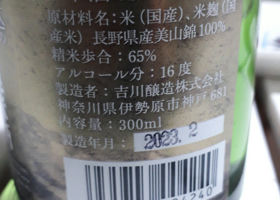 原材料名：米（国産）、米麹（国
産米）長野県産美山錦100%
精米歩合：65%
アルコール分：16度
製造者：吉川醸造株式会社
神奈川県伊勢原市神戸681
内容量：300ml
製造年月：2023.2
4240